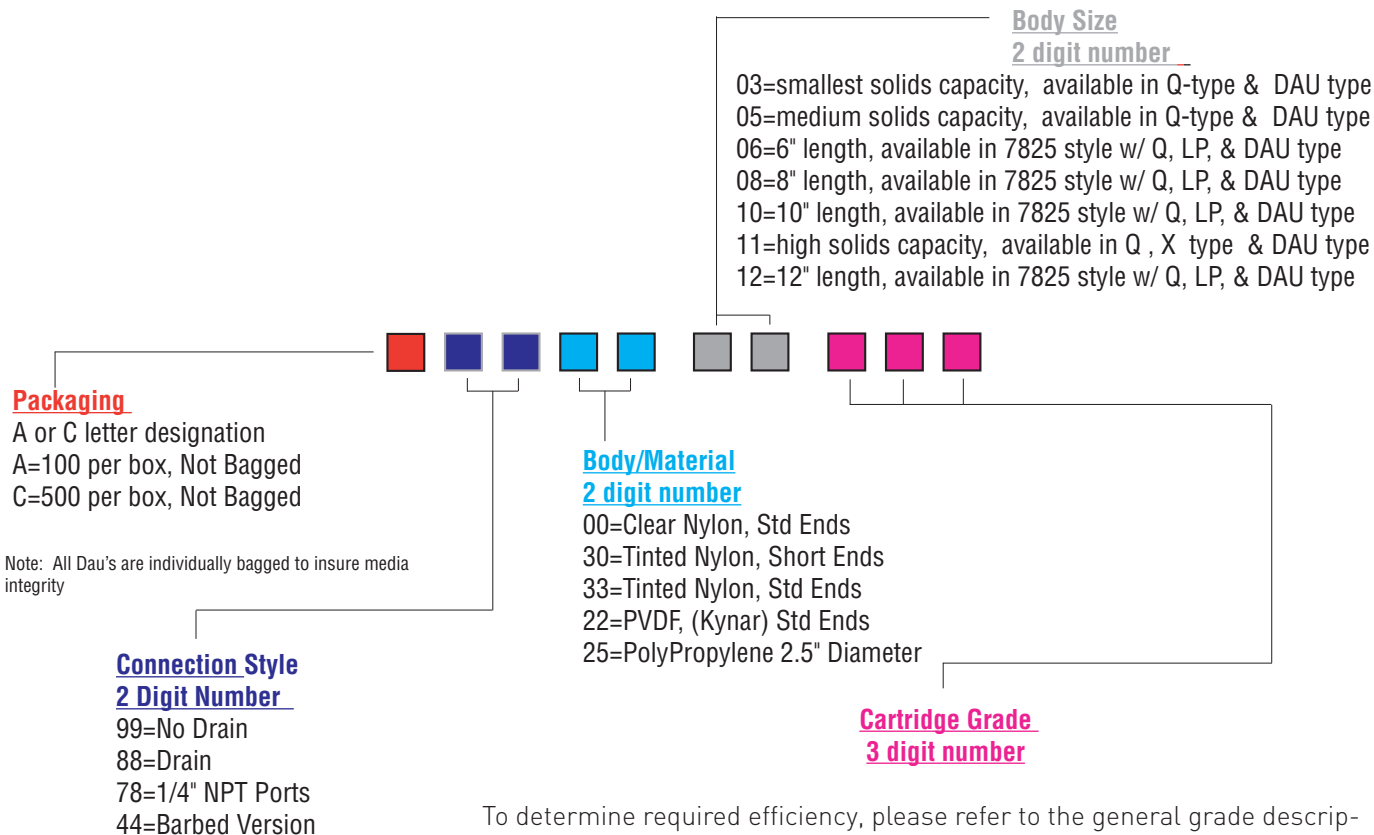 Body Size
2 digit number
03=smallest solids capacity, available in Q-type & DAU type
05=medium solids capacity, available in Q-type & DAU type
06=6" length, available in 7825 style w/ Q, LP, & DAU type
08=8" length, available in 7825 style w/ Q, LP, & DAU type
10=10" length, available in 7825 style w/ Q, LP, & DAU type
11=high solids capacity, available in Q , X type & DAU type
12=12" length, available in 7825 style w/ Q, LP, & DAU type
Packaging
A or C letter designation
A=100 per box, Not Bagged
C=500 per box, Not Bagged
Note: All Dau's are individually bagged to insure media
integrity
Body/Material
2 digit number
00=Clear Nylon, Std Ends
30=Tinted Nylon, Short Ends
33=Tinted Nylon, Std Ends
22=PVDF, (Kynar) Std Ends
25=PolyPropylene 2.5" Diameter
Connection Style
2 Digit Number
99=No Drain
88=Drain
78=1/4" NPT Ports
44=Barbed Version
Cartridge Grade
3 digit number
To determine required efficiency, please refer to the general grade descrip-